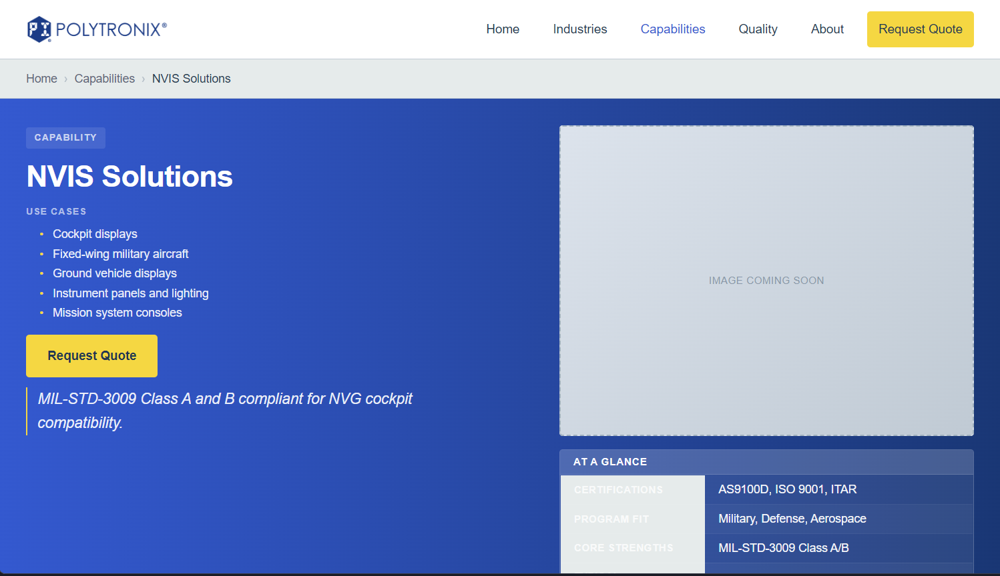 PI POLYTRONIX®
Home Industries Capabilities Quality About Request Quote
Home › Capabilities › NVIS Solutions
CAPABILITY
NVIS Solutions
USE CASES
• Cockpit displays
• Fixed-wing military aircraft
• Ground vehicle displays
• Instrument panels and lighting
• Mission system consoles
Request Quote
MIL-STD-3009 Class A and B compliant for NVG cockpit
compatibility.
IMAGE COMING SOON
AT A GLANCE
CERTIFICATIONS AS9100D, ISO 9001, ITAR
PROGRAM FIT Military, Defense, Aerospace
CORE STRENGTHS MIL-STD-3009 Class A/B